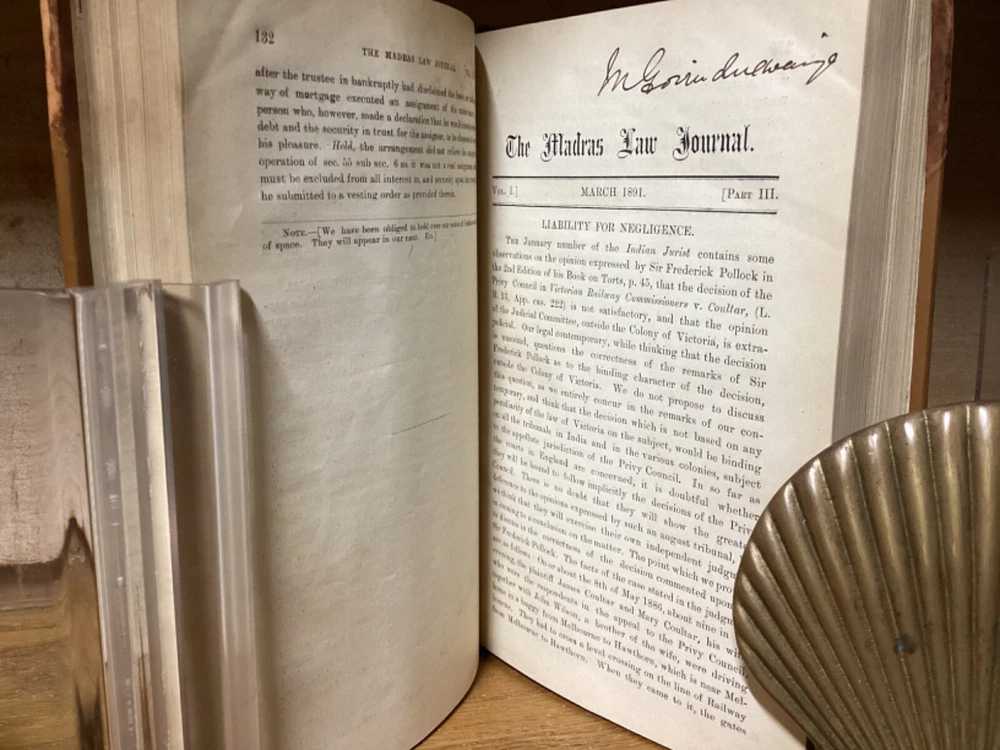 132
THE MADRAS LAW JOURNAL
after the trustee in bankruptly had disclaimed the
way of mortgage executed an assignment of the
person who, however, made a declaration that he would
debt and the security in trust for the assignor, to be
his pleasure. Held, the arrangement did not
operation of sec. 55 sub sec. 6 as it was not a real
must be excluded from all interest in, and security upon
he submitted to a vesting order as provided therein.
NOTE.—[We have been obliged to hold over our notes of
of space. They will appear in our next. ED.]
The Madras Law Journal.
VOL. I.] MARCH 1891. [PART III.
LIABILITY FOR NEGLIGENCE.
THE January number of the Indian Jurist contains some
observations on the opinion expressed by Sir Frederick Pollock in
the 2nd Edition of his Book on Torts, p. 45, that the decision of the
Privy Council in Victorian Railway Commissioners v. Coultar, (L.
R. 13, App. cas. 222) is not satisfactory, and that the opinion
of the Judicial Committee, outside the Colony of Victoria, is extra-
judicial. Our legal contemporary, while thinking that the decision
is unsound, questions the correctness of the remarks of Sir
Frederick Pollock as to the binding character of the decision,
outside the Colony of Victoria. We do not propose to discuss
this question, as we entirely concur in the remarks of our con-
temporary, and think that the decision which is not based on any
peculiarity of the law of Victoria on the subject, would be binding
on all the tribunals in India and in the various colonies, subject
to the appellate jurisdiction of the Privy Council. In so far as
the courts in England are concerned, it is doubtful whether
they will be bound to follow implicitly the decisions of the Privy
Council. There is no doubt that they will show the
deference to the opinions expressed by such an august tribunal,
we think that they will exercise their own independent
in coming to a conclusion on the matter. The point which we
to discuss is the correctness of the decision commented upon
Frederick Pollock. The facts of the case stated in the
are as follows: On or about the 8th of May 1886, about nine in
evening, the plaintiff James Coultar and Mary Coultar, his
who were the respondents in the appeal to the Privy Council,
together with John Wilson, a brother of the wife, were driving
home in a buggy from Melbourne to Hawthorn, which is near Mel-
bourne. They had to cross a level crossing on the line of Railway
from Melbourne to Hawthorn. When they came to it, the gates